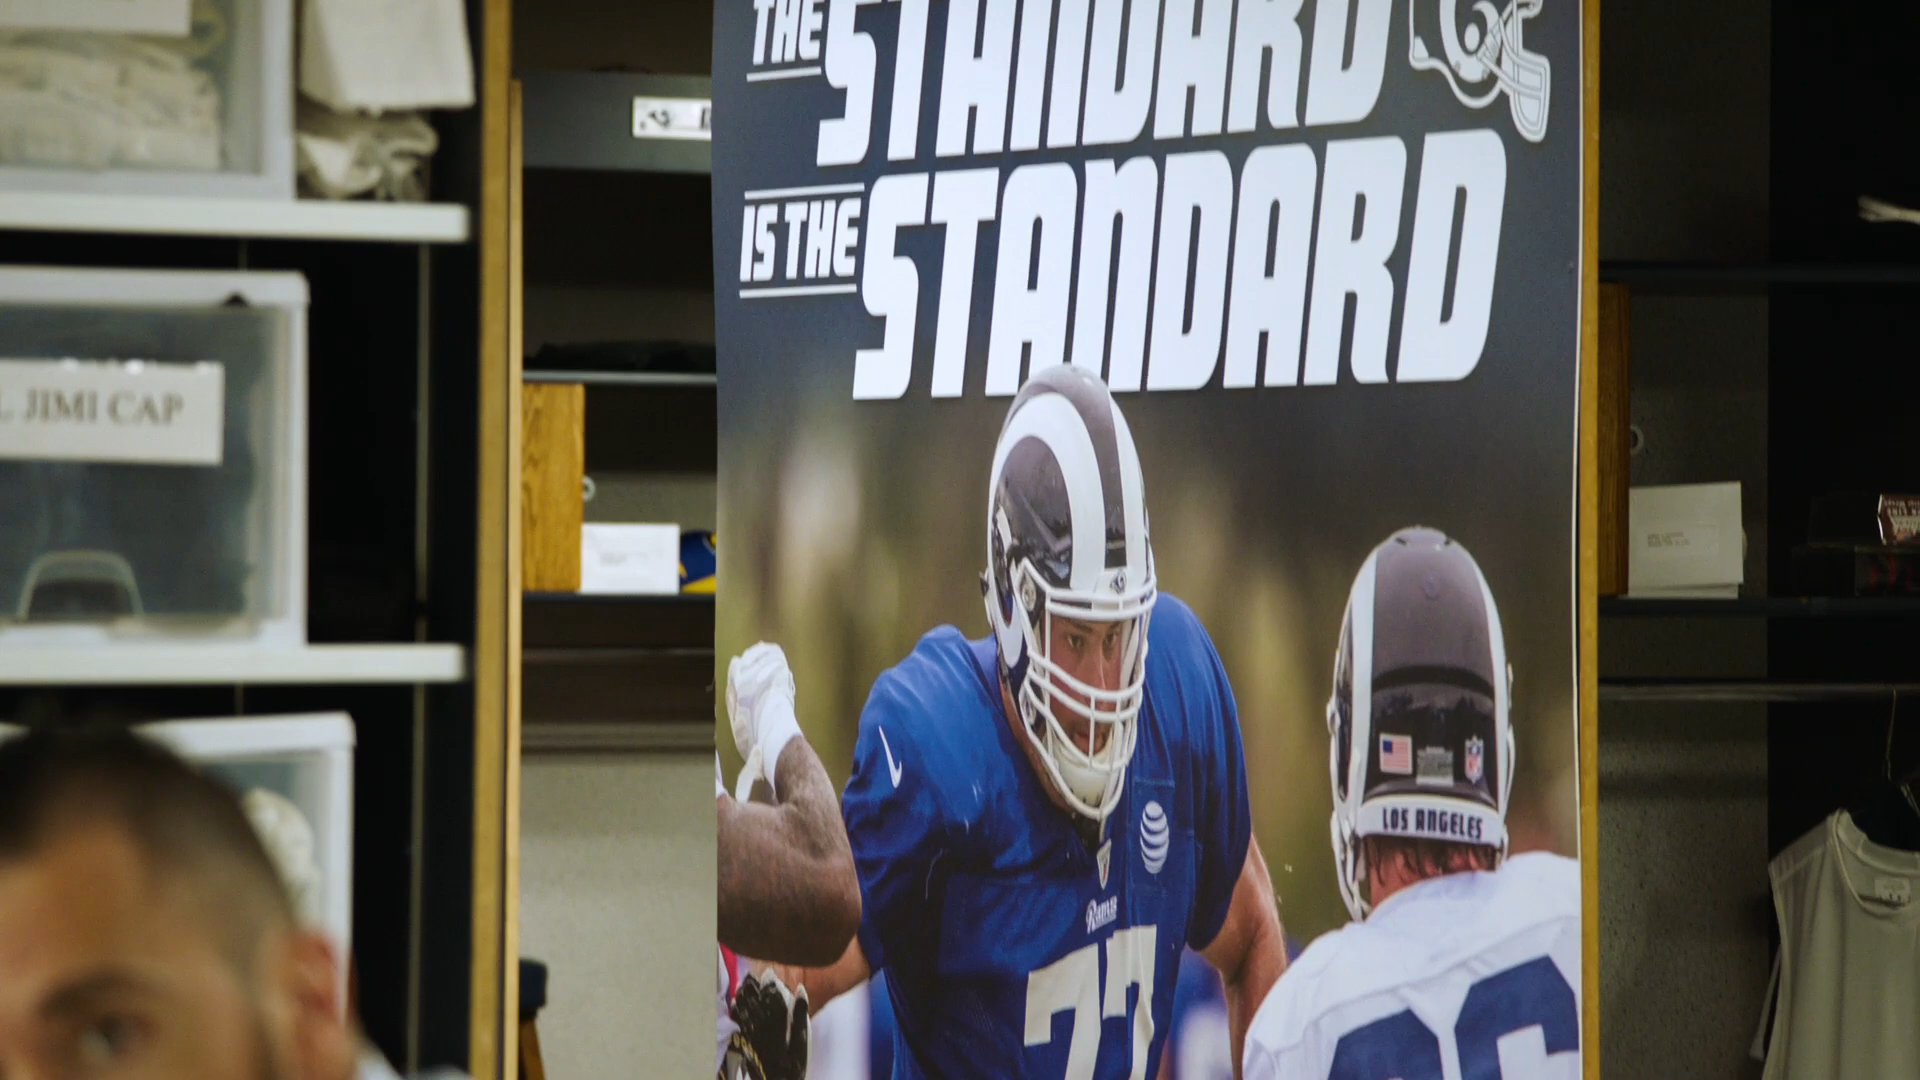 THE STANDARD
IS THE STANDARD
L JIMI CAP
LOS ANGELES
RAMS
77